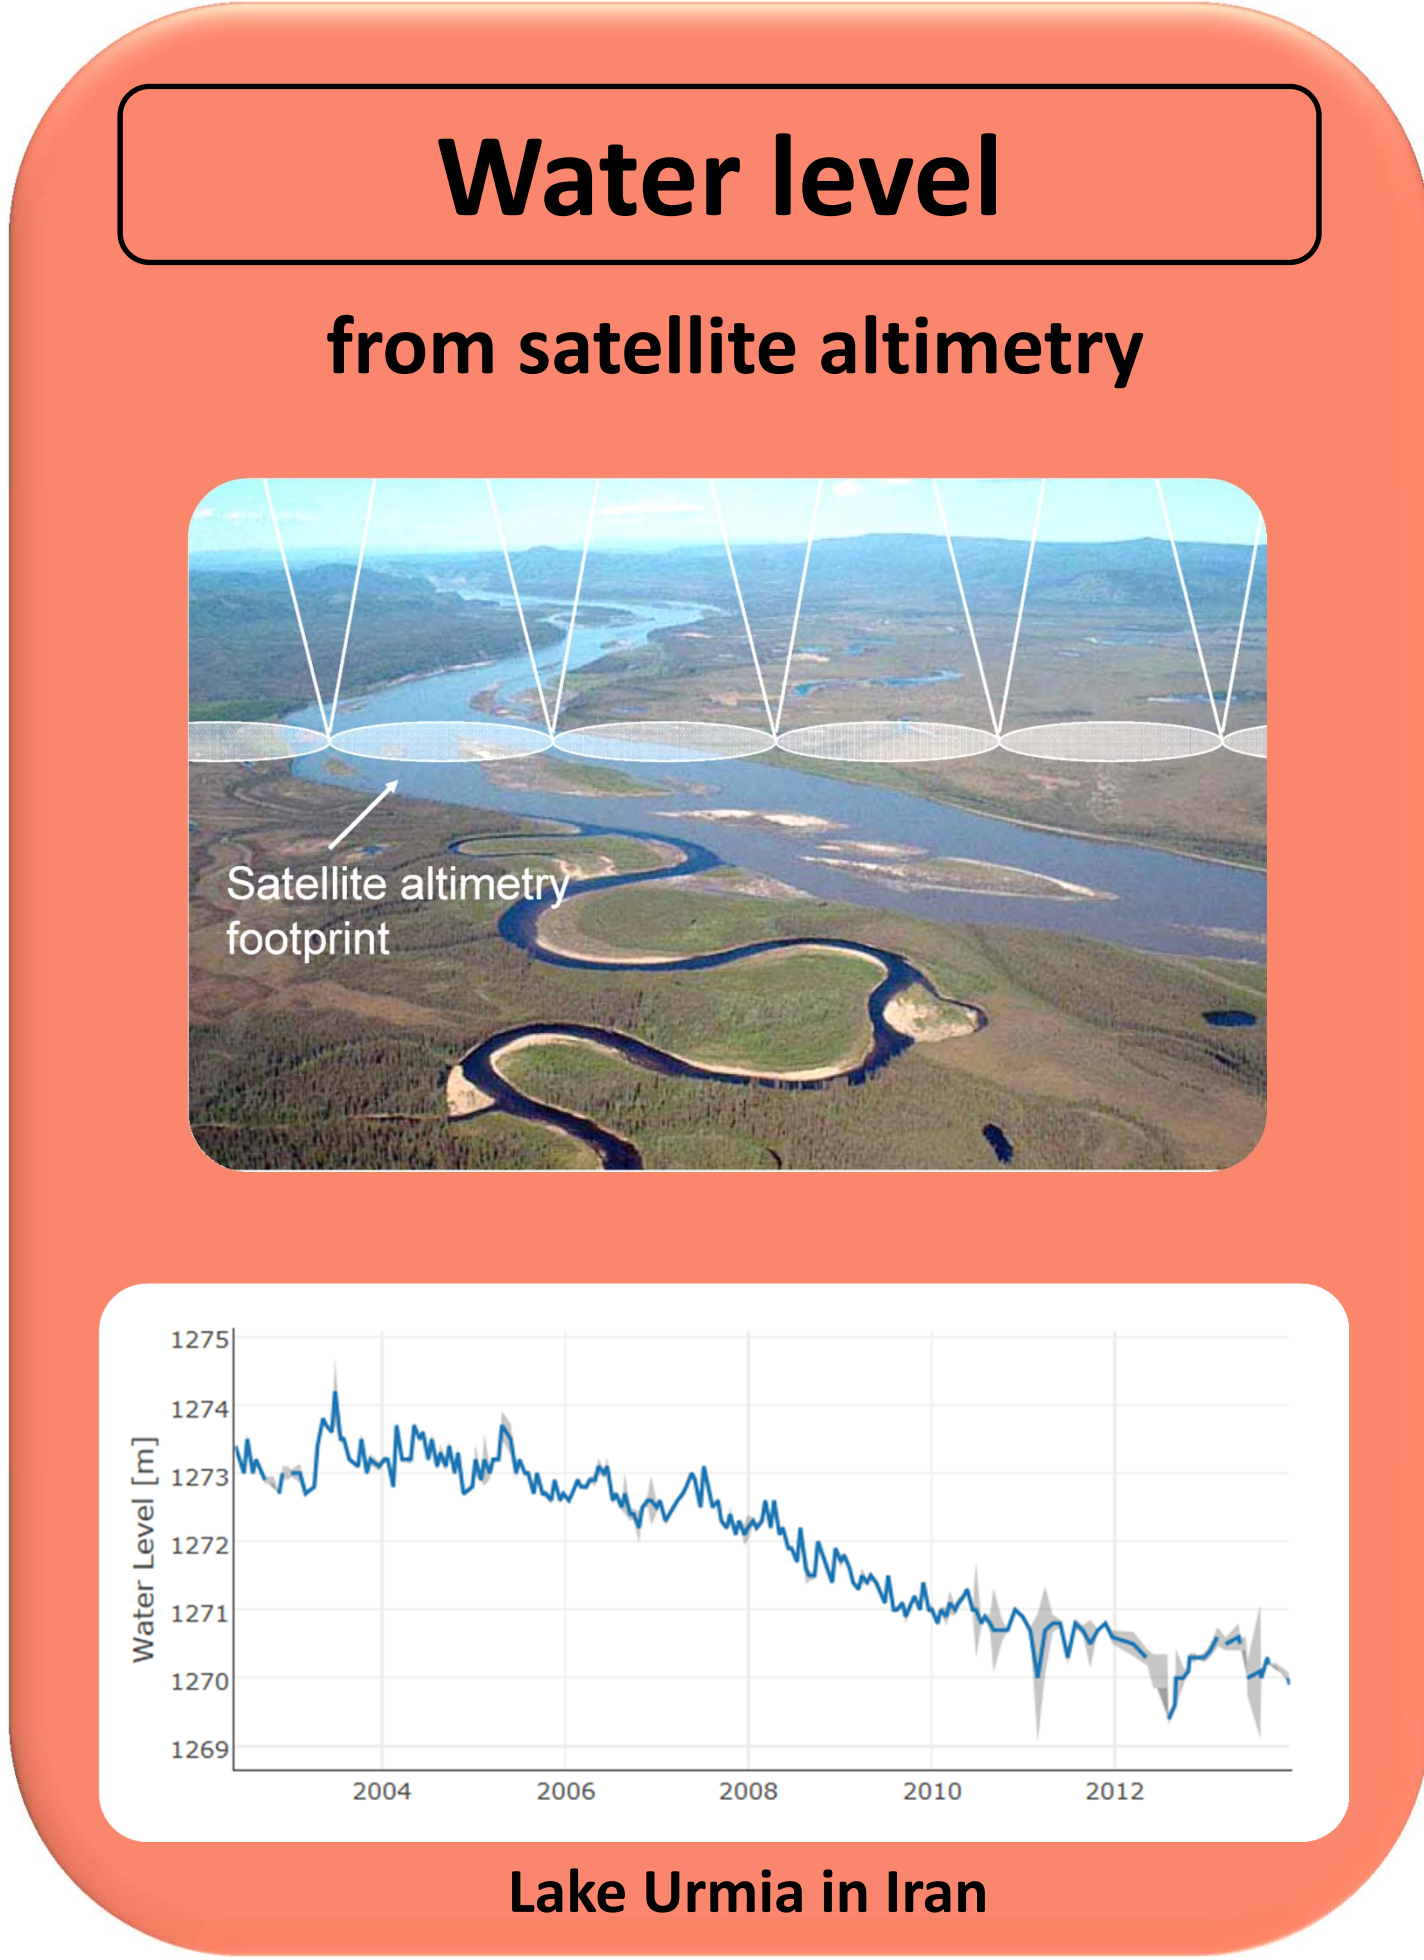 Water level
from satellite altimetry
Satellite altimetry
footprint
Water Level [m]
1275
1274
1273
1272
1271
1270
1269
2004 2006 2008 2010 2012
Lake Urmia in Iran